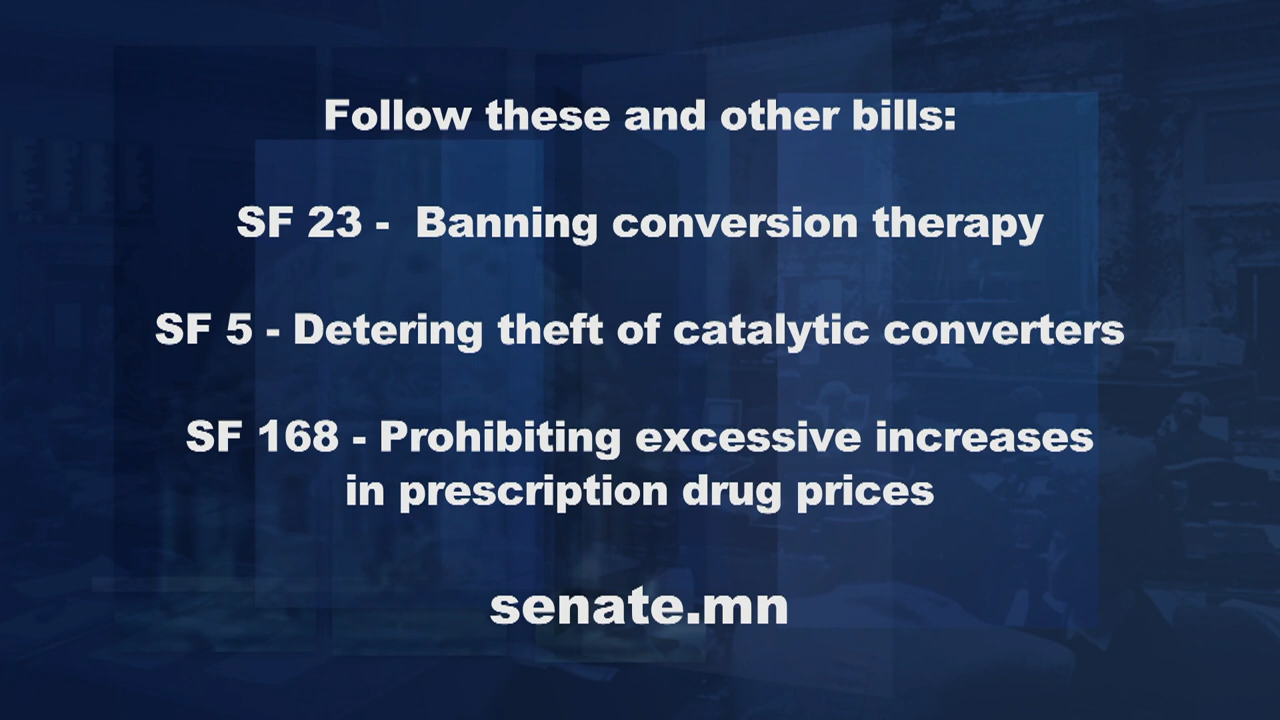 Follow these and other bills:
SF 23 -  Banning conversion therapy
SF 5 - Detering theft of catalytic converters
SF 168 - Prohibiting excessive increases
in prescription drug prices
senate.mn